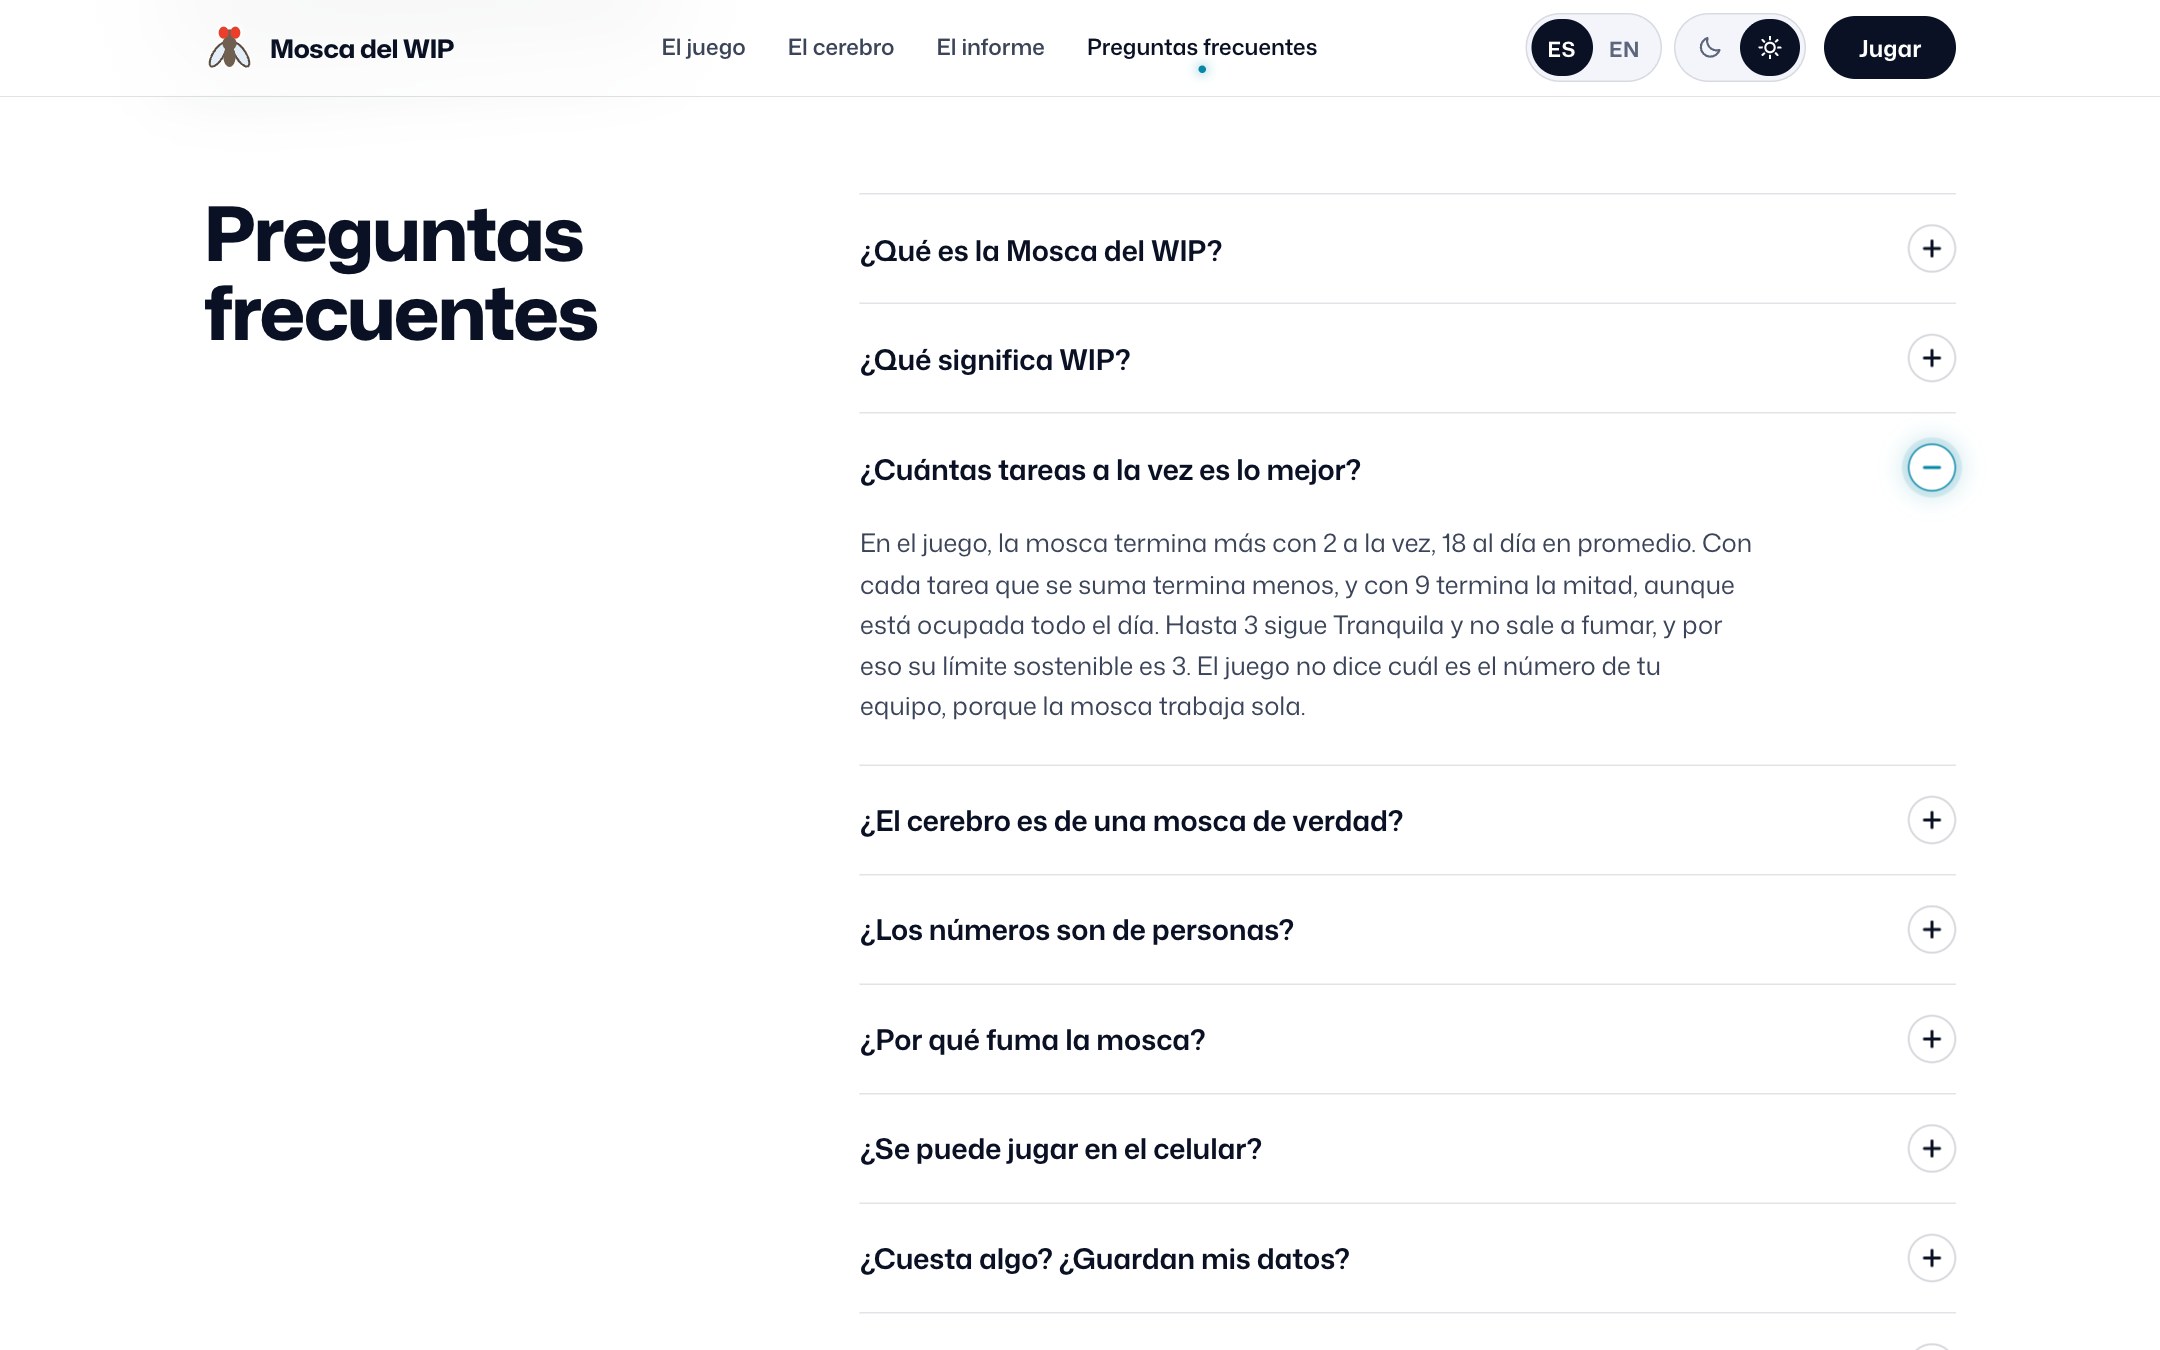 Mosca del WIP
El juego
El cerebro
El informe
Preguntas frecuentes
ES
EN
Jugar
Preguntas
frecuentes
¿Qué es la Mosca del WIP?
¿Qué significa WIP?
¿Cuántas tareas a la vez es lo mejor?
En el juego, la mosca termina más con 2 a la vez, 18 al día en promedio. Con
cada tarea que se suma termina menos, y con 9 termina la mitad, aunque
está ocupada todo el día. Hasta 3 sigue Tranquila y no sale a fumar, y por
eso su límite sostenible es 3. El juego no dice cuál es el número de tu
equipo, porque la mosca trabaja sola.
¿El cerebro es de una mosca de verdad?
¿Los números son de personas?
¿Por qué fuma la mosca?
¿Se puede jugar en el celular?
¿Cuesta algo? ¿Guardan mis datos?